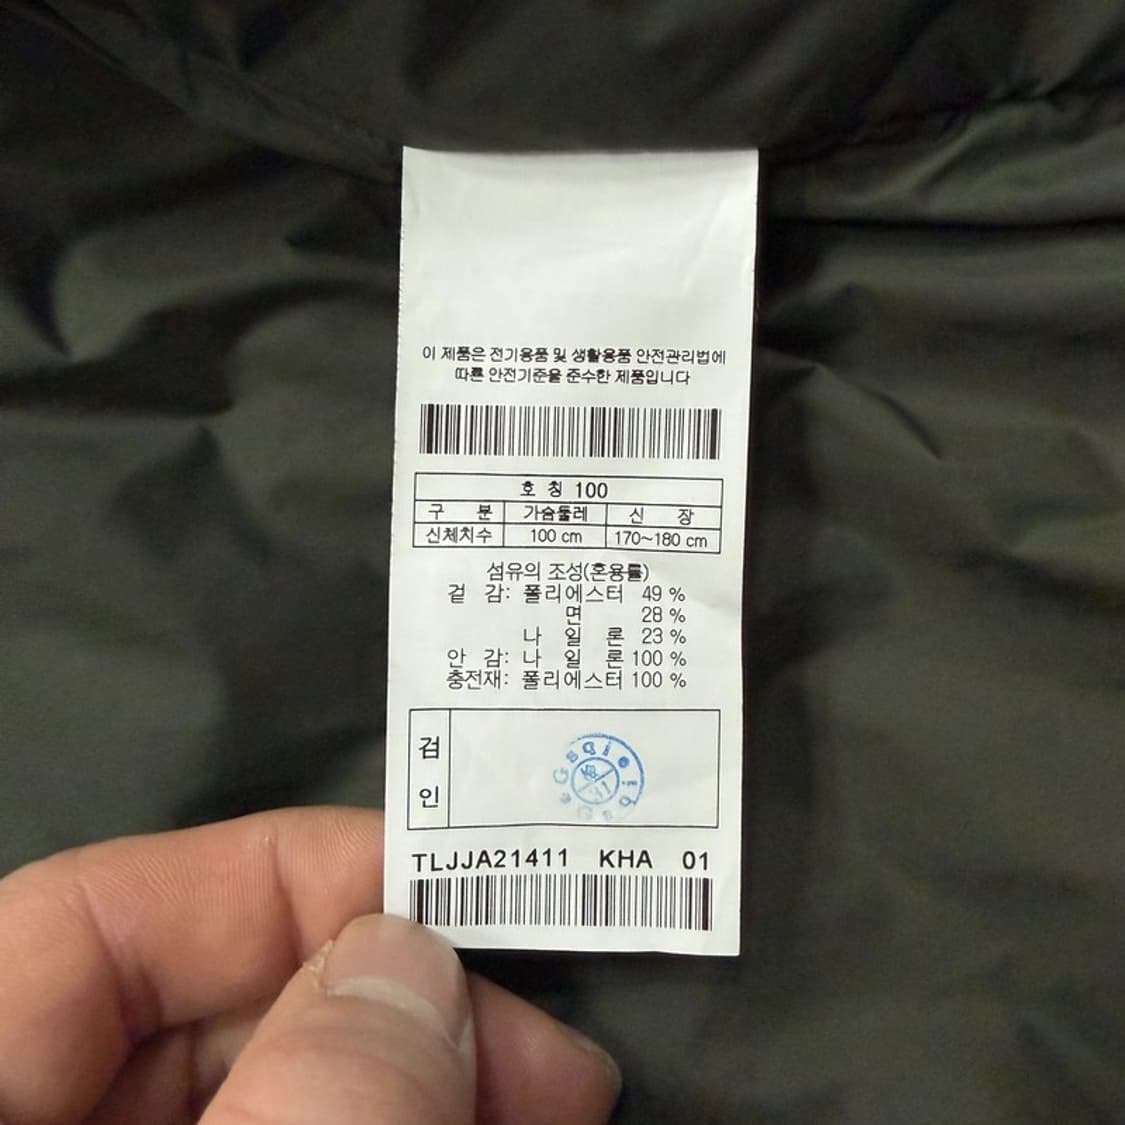 이 제품은 전기용품 및 생활용품 안전관리법에
따른 안전기준을 준수한 제품입니다
호 칭 100
구 분 가슴둘레 신 장
신체치수 100 cm 170~180 cm
섬유의 조성(혼용률)
겉 감: 폴리에스터 49 %
면 28 %
나 일 론 23 %
안 감: 나 일 론 100 %
충전재: 폴리에스터 100 %
검
인
TLJJA21411 KHA 01